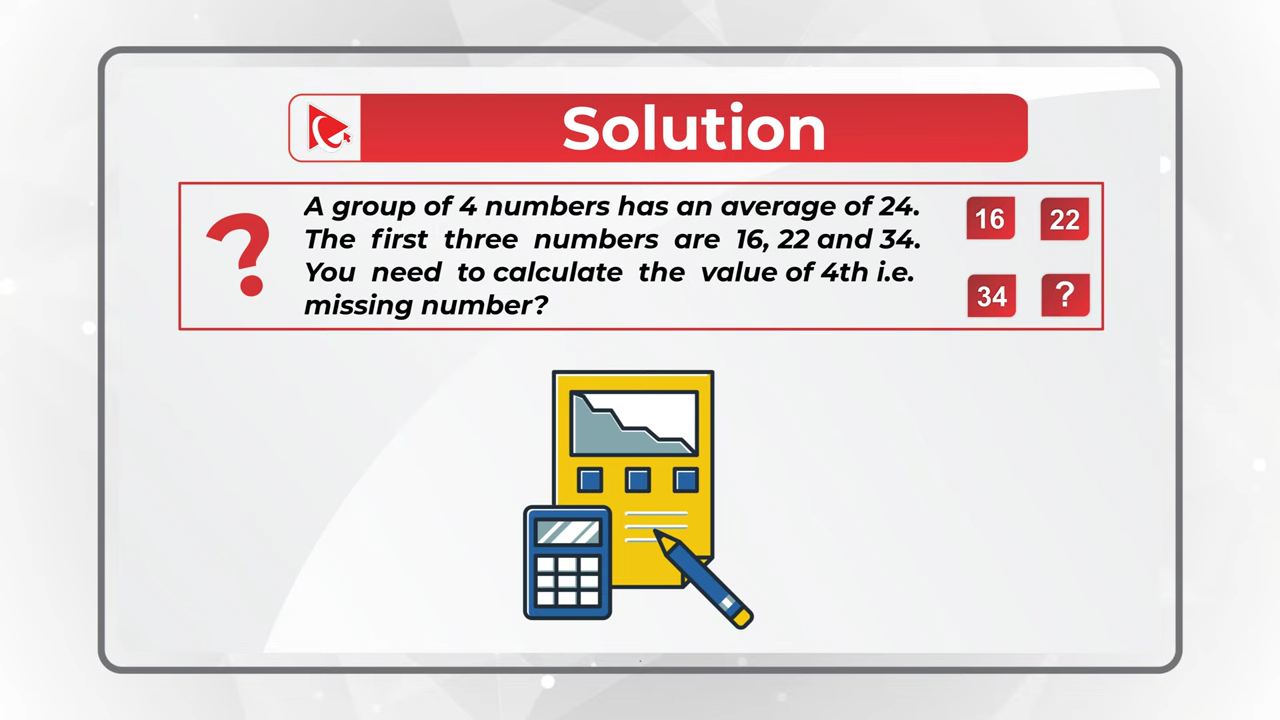 Solution
? A group of 4 numbers has an average of 24.
The first three numbers are 16, 22 and 34.
You need to calculate the value of 4th i.e.
missing number?
16 22
34 ?